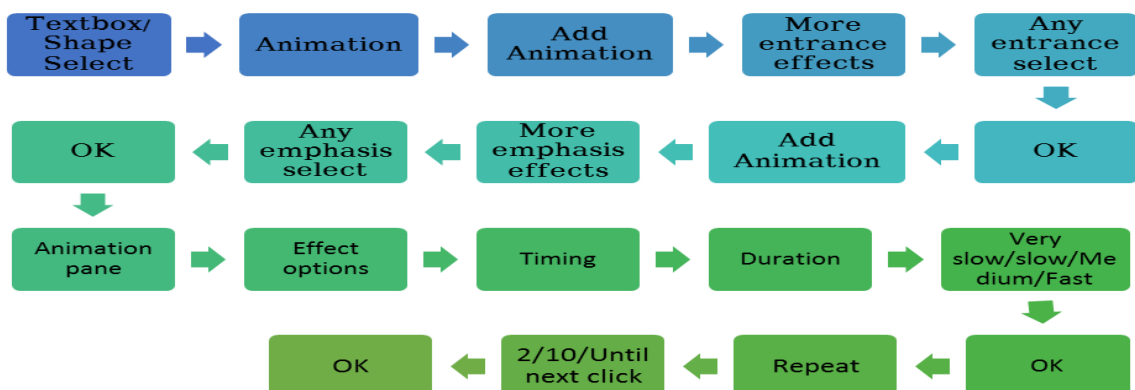 Textbox/
Shape
Select
Animation
Add
Animation
More
entrance
effects
Any
entrance
select
OK
Add
Animation
More
emphasis
effects
Any
emphasis
select
OK
Animation
pane
Effect
options
Timing
Duration
Very
slow/slow/Me
dium/Fast
OK
Repeat
2/10/Until
next click
OK